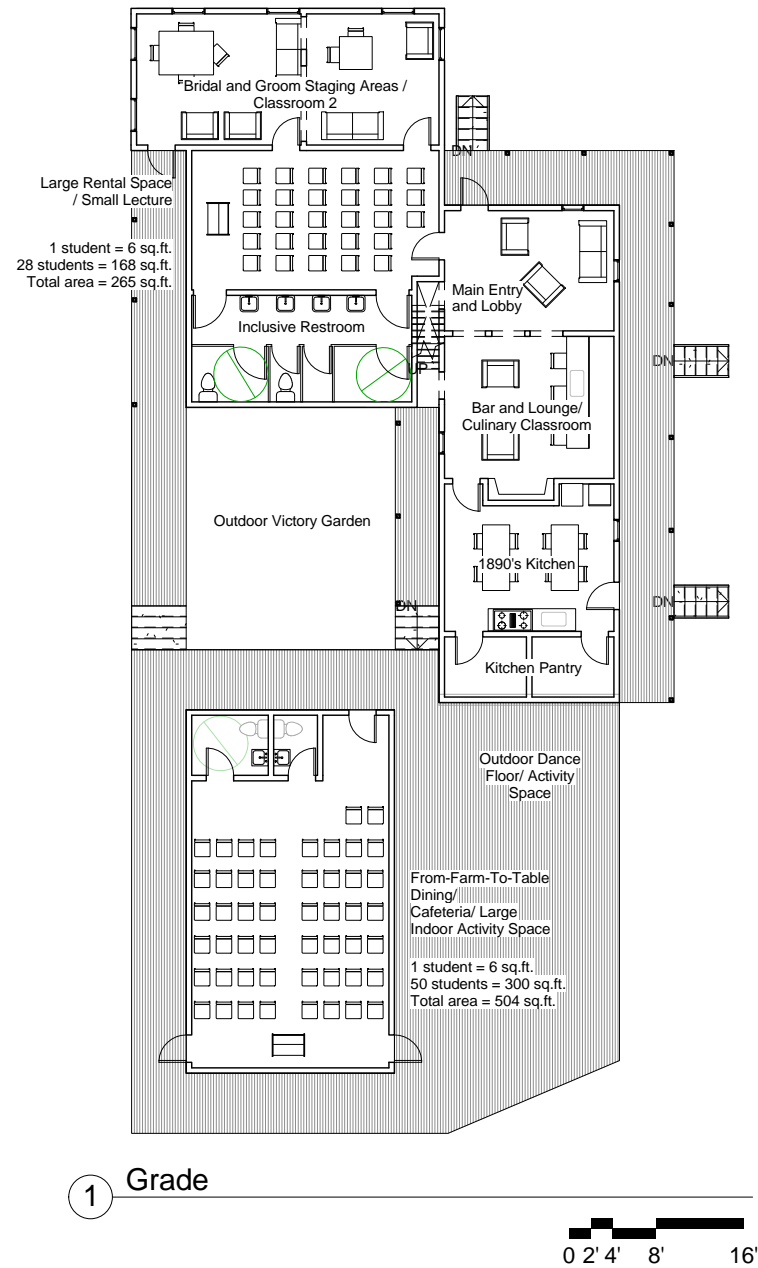 Bridal and Groom Staging Areas /
Classroom 2
DN
Large Rental Space
/ Small Lecture
1 student = 6 sq.ft.
28 students = 168 sq.ft.
Total area = 265 sq.ft.
Main Entry
and Lobby
Inclusive Restroom
UP
DN
Bar and Lounge/
Culinary Classroom
Outdoor Victory Garden
1890's Kitchen
DN
DN
Kitchen Pantry
Outdoor Dance
Floor/ Activity
Space
From-Farm-To-Table
Dining/
Cafeteria/ Large
Indoor Activity Space
1 student = 6 sq.ft.
50 students = 300 sq.ft.
Total area = 504 sq.ft.
1 Grade
0 2' 4' 8' 16'